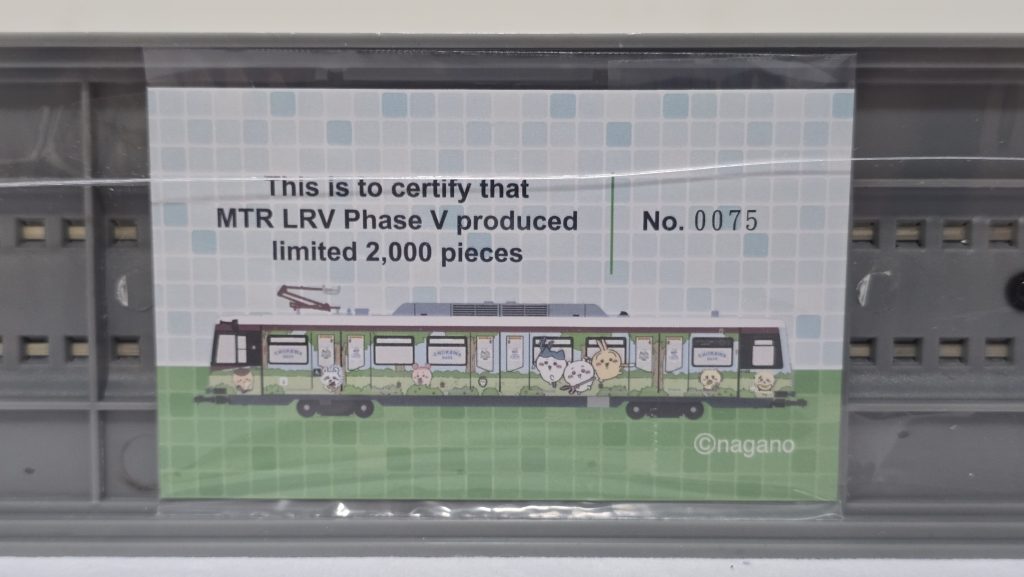 This is to certify that
MTR LRV Phase V produced
limited 2,000 pieces
No. 0075
©nagano